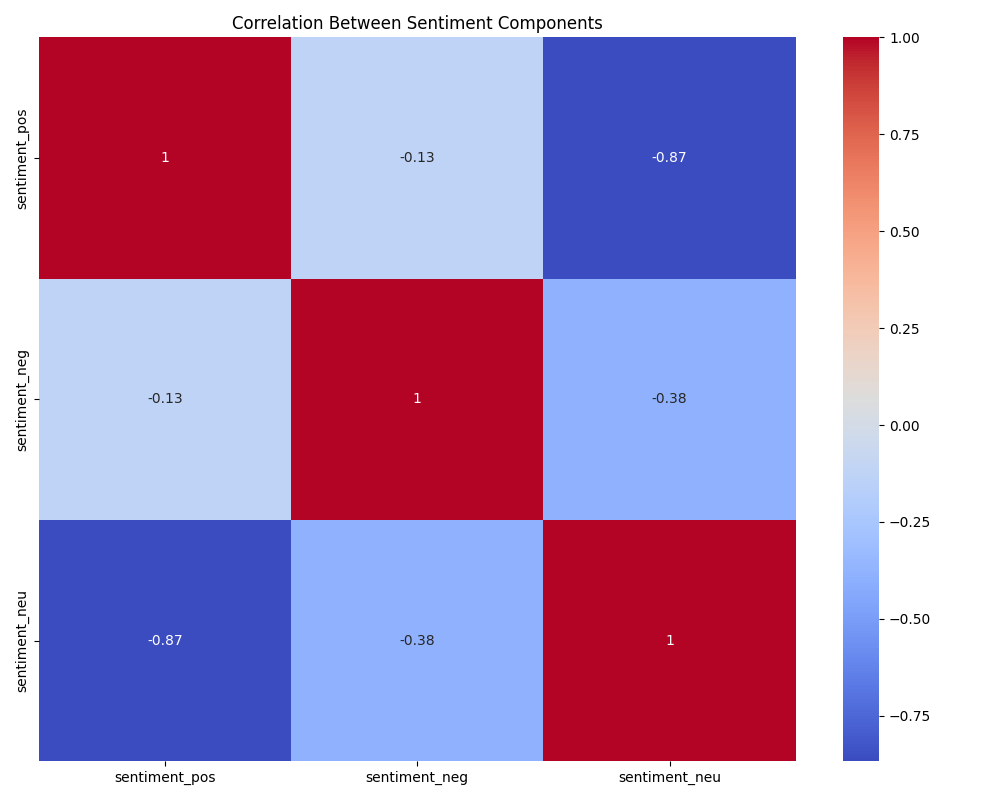 Correlation Between Sentiment Components
sentiment_pos
1
-0.13
-0.87
sentiment_neg
-0.13
1
-0.38
sentiment_neu
-0.87
-0.38
1
sentiment_pos
sentiment_neg
sentiment_neu
1.00
0.75
0.50
0.25
0.00
−0.25
−0.50
−0.75